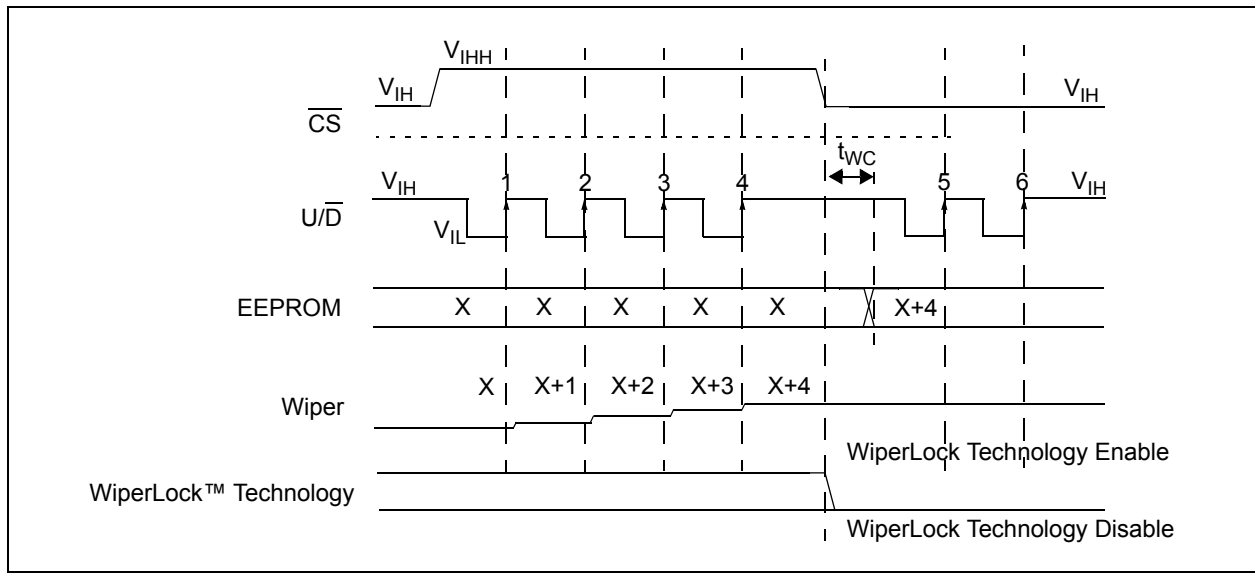 VIHH
VIH VIH
CS
tWC
VIH 1 2 3 4 5 6 VIH
U/D
VIL
EEPROM X X X X X X+4
X X+1 X+2 X+3 X+4
Wiper
WiperLock Technology Enable
WiperLock™ Technology
WiperLock Technology Disable